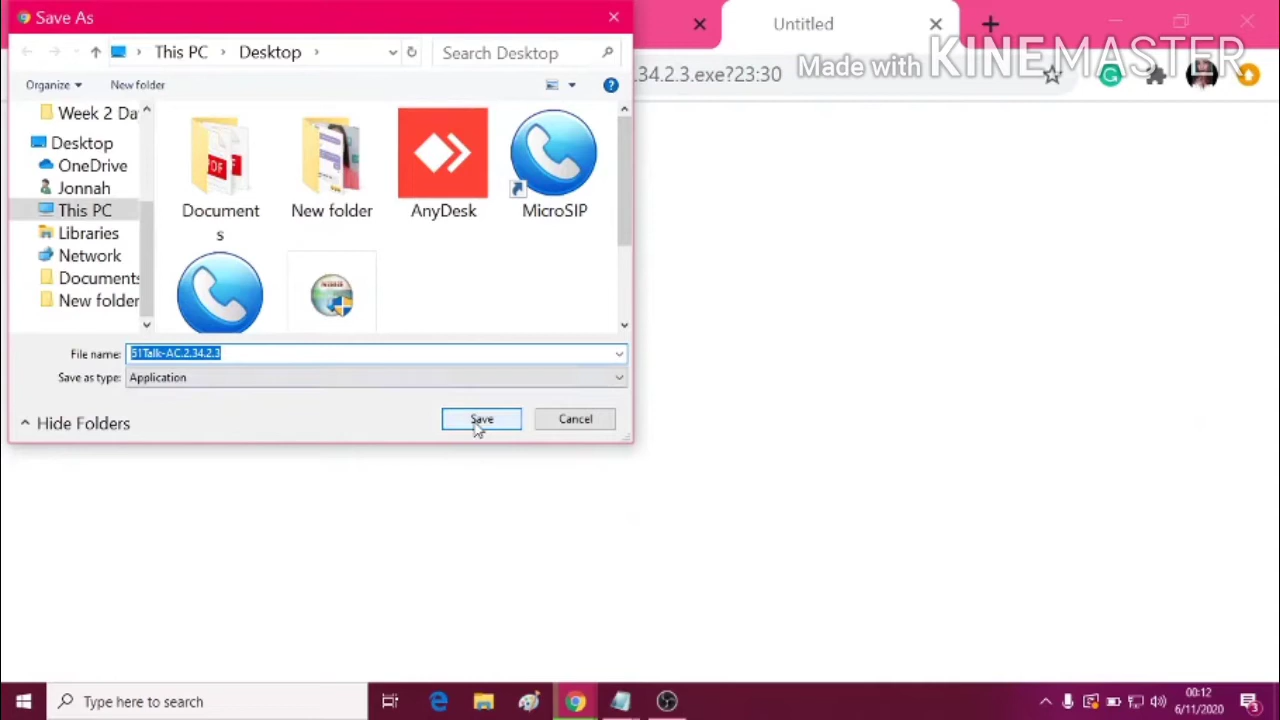 Save As
Untitled
This PC
Desktop
Search Desktop
34.2.3.exe?23:30
Made with KINEMASTER
Organize
New folder
Week 2 Da
Desktop
OneDrive
Jonnah
This PC
Libraries
Network
Documents
New folder
Document
s
New folder
AnyDesk
MicroSIP
File name:
51Talk-AC.2.34.2.3
Save as type:
Application
Hide Folders
Save
Cancel
Type here to search
00:12
6/11/2020
3